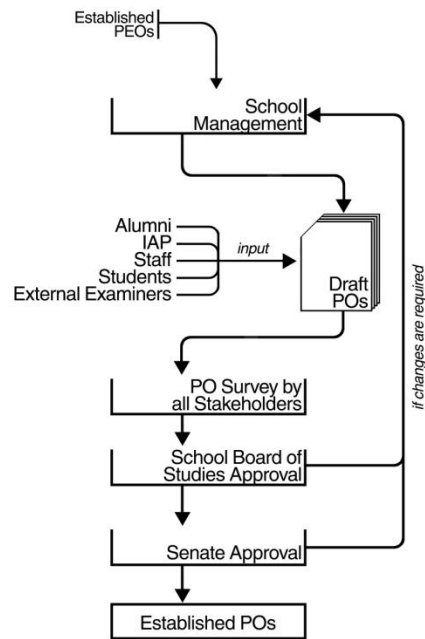 Established
PEOs
School
Management
Alumni
IAP
Staff
Students
External Examiners
input
Draft
POs
if changes are required
PO Survey by
all Stakeholders
School Board of
Studies Approval
Senate Approval
Established POs